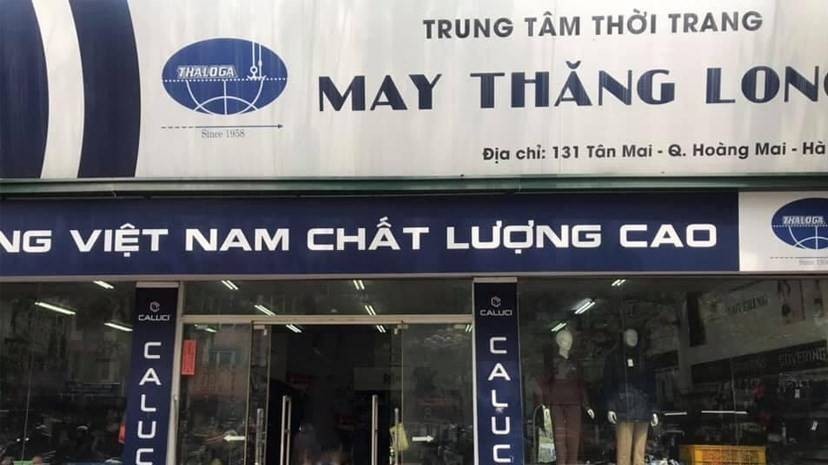 TRUNG TÂM THỜI TRANG
THALOGA
Since 1958
MAY THĂNG LONG
Địa chỉ: 131 Tân Mai - Q. Hoàng Mai - Hà
NG VIỆT NAM CHẤT LƯỢNG CAO
THALOGA
CALUCI
CALUC
CALUCI
CALUC